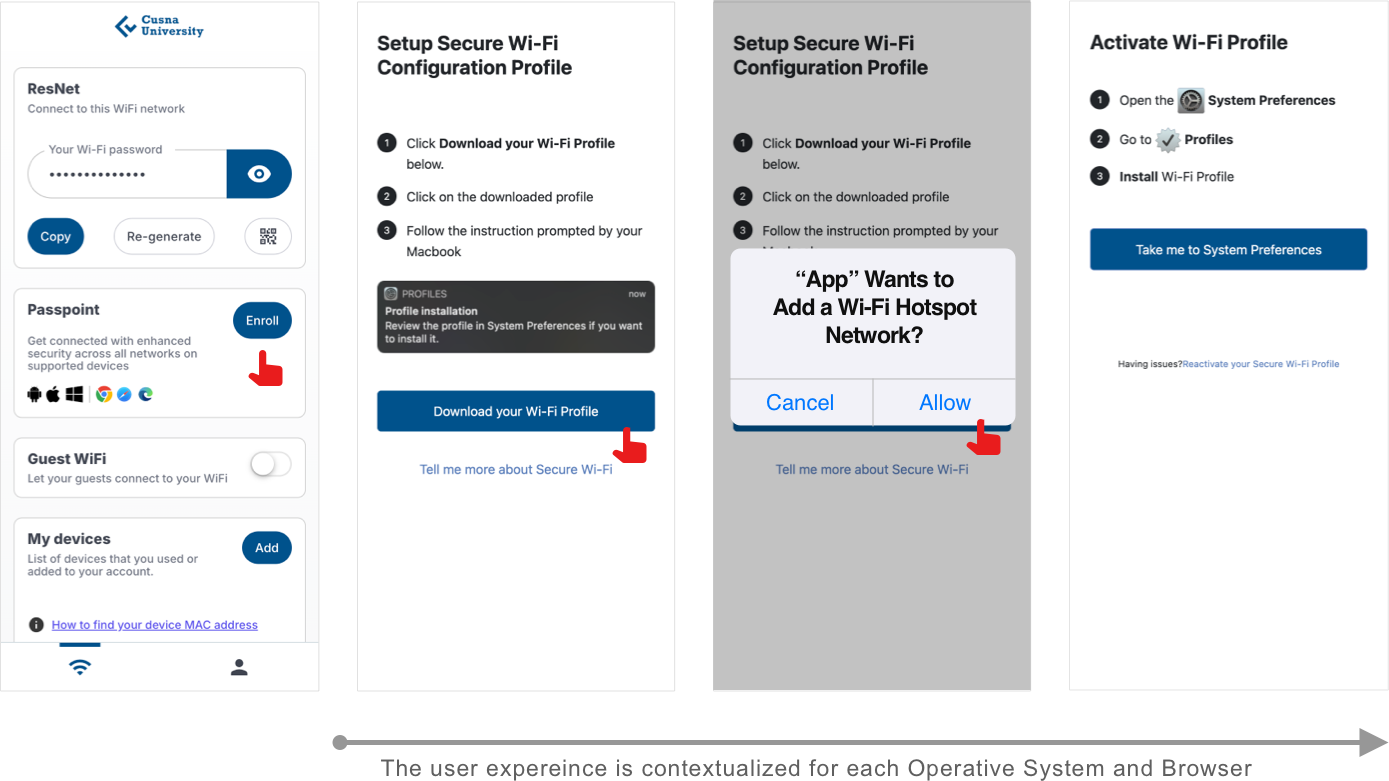 Cusna
University
ResNet
Connect to this WiFi network
Your Wi-Fi password
Copy
Re-generate
Passpoint
Enroll
Get connected with enhanced
security across all networks on
supported devices
Guest WiFi
Let your guests connect to your WiFi
My devices
Add
List of devices that you used or
added to your account.
How to find your device MAC address
Setup Secure Wi-Fi
Configuration Profile
1 Click Download your Wi-Fi Profile
below.
2 Click on the downloaded profile
3 Follow the instruction prompted by your
Macbook
PROFILES now
Profile installation
Review the profile in System Preferences if you want
to install it.
Download your Wi-Fi Profile
Tell me more about Secure Wi-Fi
Setup Secure Wi-Fi
Configuration Profile
1 Click Download your Wi-Fi Profile
below.
2 Click on the downloaded profile
3 Follow the instruction prompted by your
“App” Wants to
Add a Wi-Fi Hotspot
Network?
Cancel Allow
Tell me more about Secure Wi-Fi
Activate Wi-Fi Profile
1 Open the System Preferences
2 Go to Profiles
3 Install Wi-Fi Profile
Take me to System Preferences
Having issues?Reactivate your Secure Wi-Fi Profile
The user expereince is contextualized for each Operative System and Browser